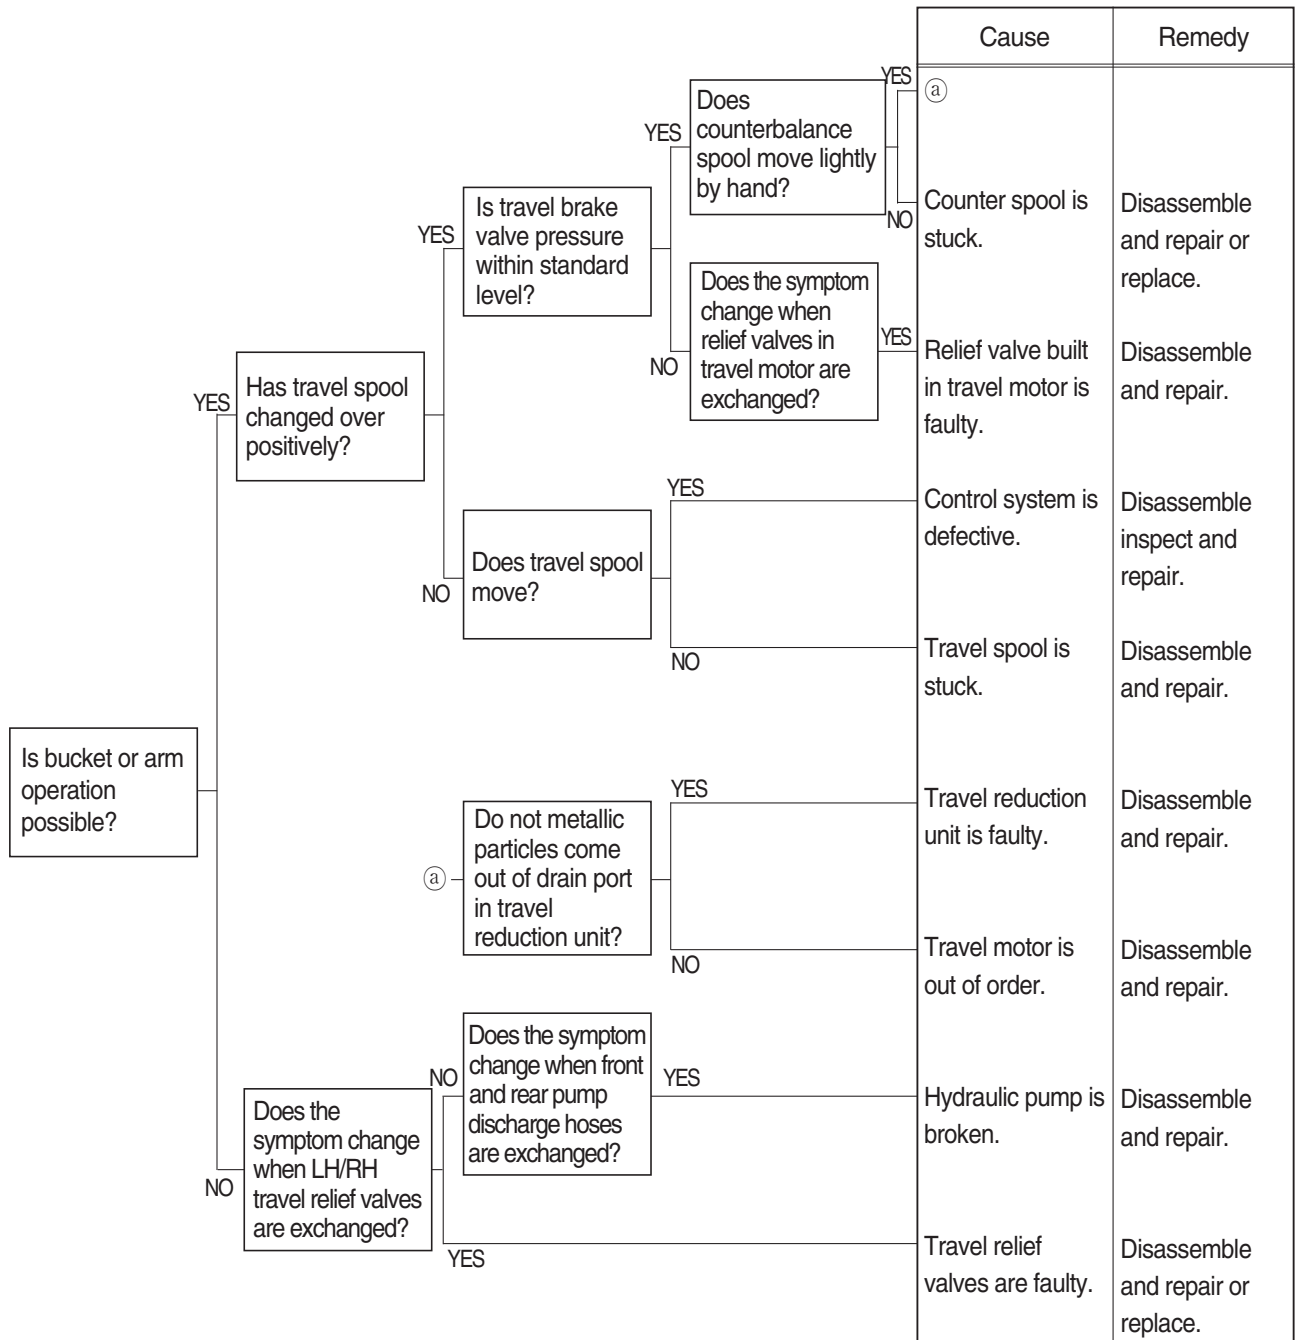 Cause
Remedy
YES
ⓐ
Does
counterbalance
spool move lightly
by hand?
YES
NO
Counter spool is
stuck.
Disassemble
and repair or
replace.
Is travel brake
valve pressure
within standard
level?
YES
Does the symptom
change when
relief valves in
travel motor are
exchanged?
NO
YES
Relief valve built
in travel motor is
faulty.
Disassemble
and repair.
Has travel spool
changed over
positively?
YES
YES
Control system is
defective.
Disassemble
inspect and
repair.
Does travel spool
move?
NO
NO
Travel spool is
stuck.
Disassemble
and repair.
Is bucket or arm
operation
possible?
YES
Travel reduction
unit is faulty.
Disassemble
and repair.
ⓐ
Do not metallic
particles come
out of drain port
in travel
reduction unit?
NO
Travel motor is
out of order.
Disassemble
and repair.
Does the symptom
change when front
and rear pump
discharge hoses
are exchanged?
NO
YES
Hydraulic pump is
broken.
Disassemble
and repair.
Does the
symptom change
when LH/RH
travel relief valves
are exchanged?
NO
YES
Travel relief
valves are faulty.
Disassemble
and repair or
replace.